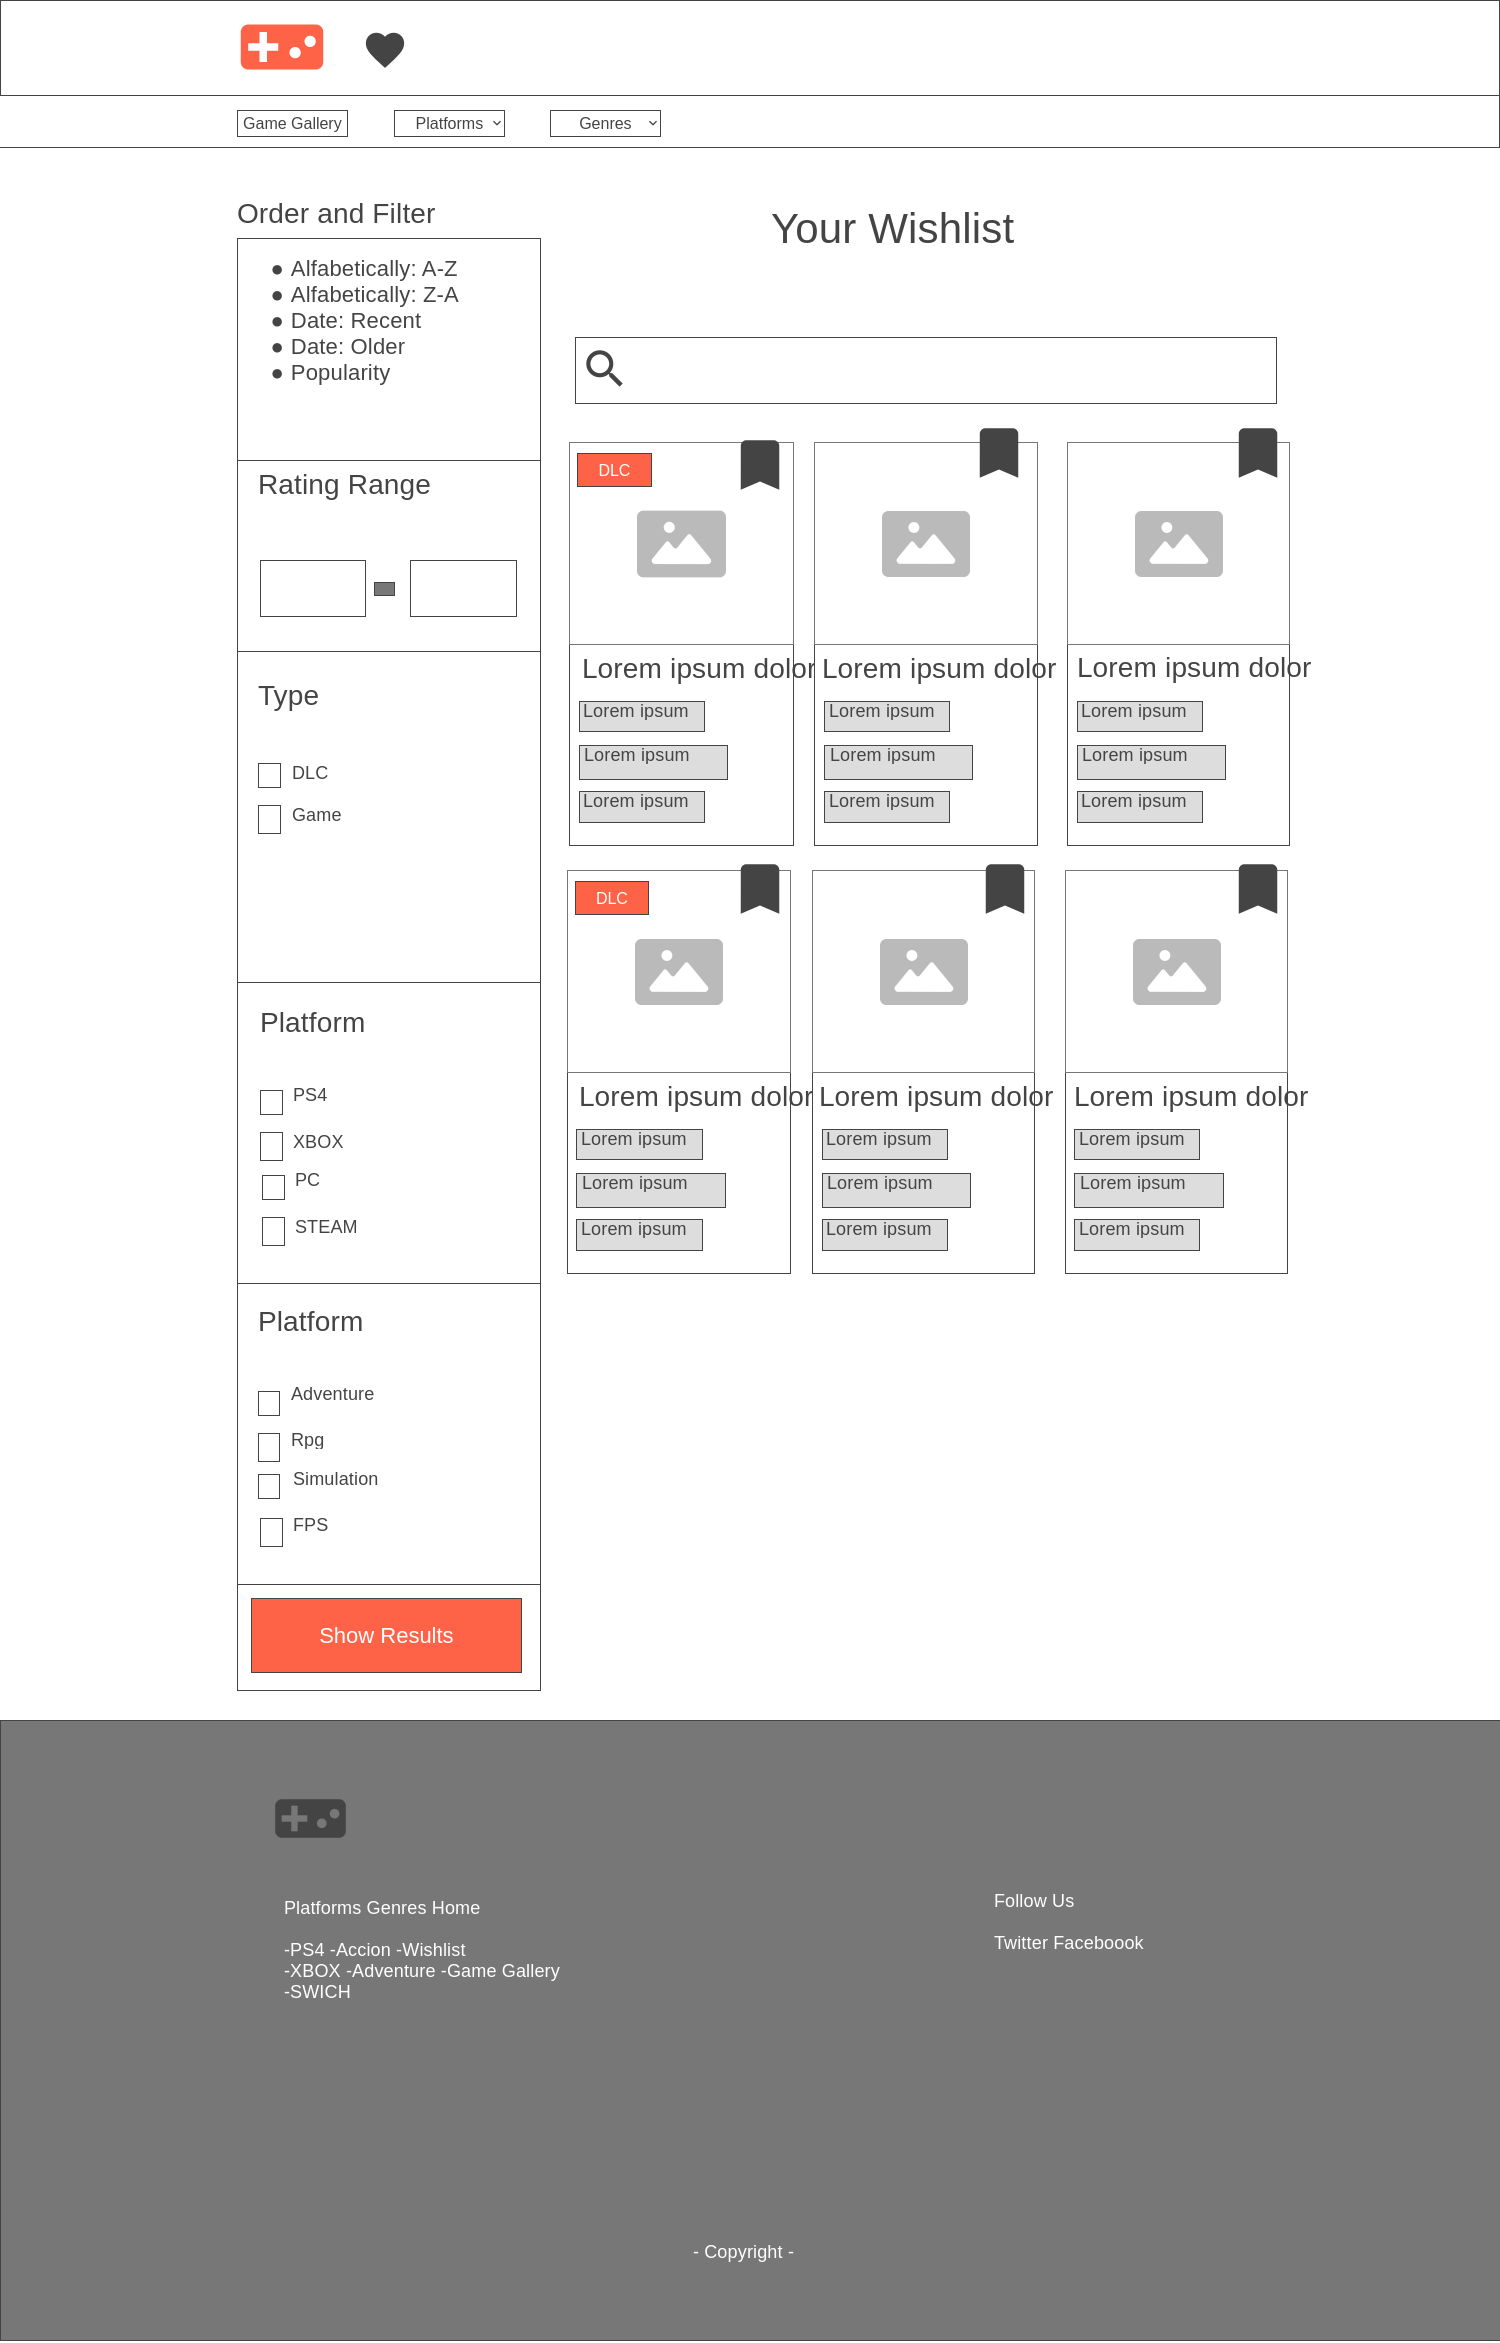 Game Gallery
Platforms
Genres
Order and Filter
Your Wishlist
● Alfabetically: A-Z
● Alfabetically: Z-A
● Date: Recent
● Date: Older
● Popularity
Rating Range
Type
DLC
Game
Platform
PS4
XBOX
PC
STEAM
Platform
Adventure
Rpg
Simulation
FPS
Show Results
DLC
Lorem ipsum dolor
Lorem ipsum
Lorem ipsum
Lorem ipsum
Lorem ipsum dolor
Lorem ipsum
Lorem ipsum
Lorem ipsum
Lorem ipsum dolor
Lorem ipsum
Lorem ipsum
Lorem ipsum
DLC
Lorem ipsum dolor
Lorem ipsum
Lorem ipsum
Lorem ipsum
Lorem ipsum dolor
Lorem ipsum
Lorem ipsum
Lorem ipsum
Lorem ipsum dolor
Lorem ipsum
Lorem ipsum
Lorem ipsum
Platforms Genres Home
-PS4 -Accion -Wishlist
-XBOX -Adventure -Game Gallery
-SWICH
Follow Us
Twitter Faceboook
- Copyright -